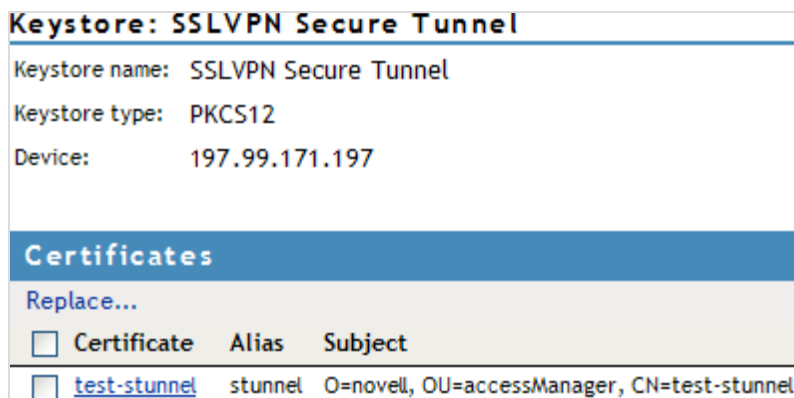 Keystore: SSLVPN Secure Tunnel
Keystore name: SSLVPN Secure Tunnel
Keystore type: PKCS12
Device: 197.99.171.197
Certificates
Replace...
Certificate Alias Subject
test-stunnel stunnel O=novell, OU=accessManager, CN=test-stunnel